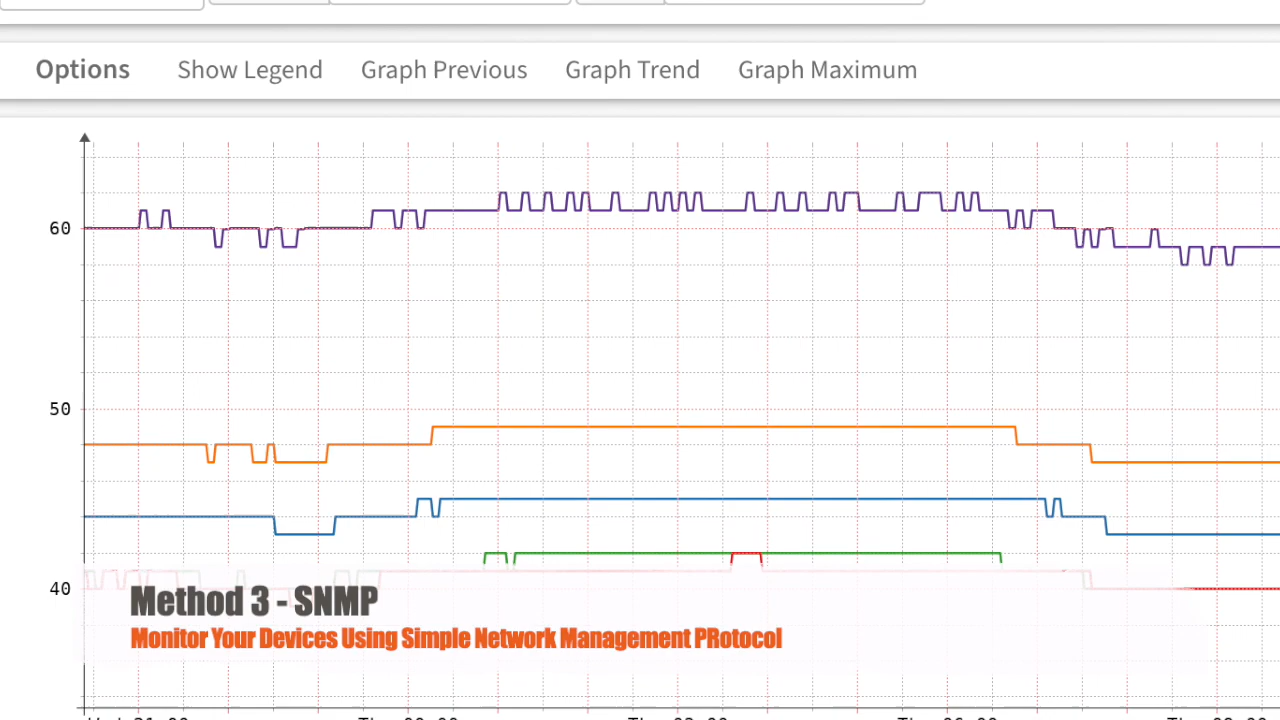 Options Show Legend Graph Previous Graph Trend Graph Maximum
60
50
40
Method 3 - SNMP
Monitor Your Devices Using Simple Network Management PRotocol